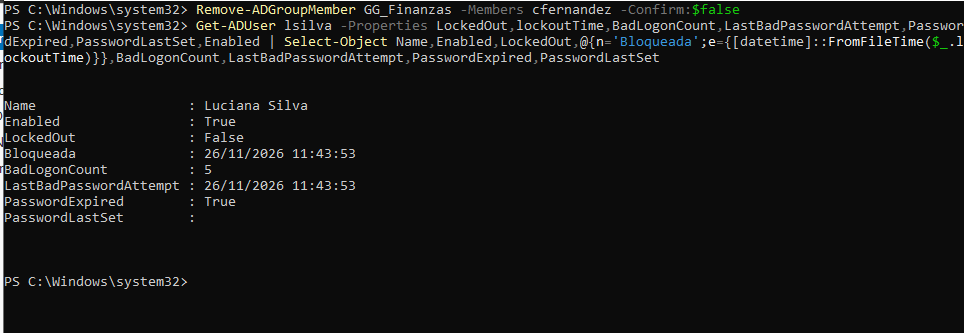 PS C:\Windows\system32> Remove-ADGroupMember GG_Finanzas -Members cfernandez -Confirm:$false
PS C:\Windows\system32> Get-ADUser lsilva -Properties LockedOut,lockoutTime,BadLogonCount,LastBadPasswordAttempt,Passwor
dExpired,PasswordLastSet,Enabled | Select-Object Name,Enabled,LockedOut,@{n='Bloqueada';e={[datetime]::FromFileTime($_.l
ockoutTime)}},BadLogonCount,LastBadPasswordAttempt,PasswordExpired,PasswordLastSet
Name                   : Luciana Silva
Enabled                : True
LockedOut              : False
Bloqueada              : 26/11/2026 11:43:53
BadLogonCount          : 5
LastBadPasswordAttempt : 26/11/2026 11:43:53
PasswordExpired        : True
PasswordLastSet        :
PS C:\Windows\system32>